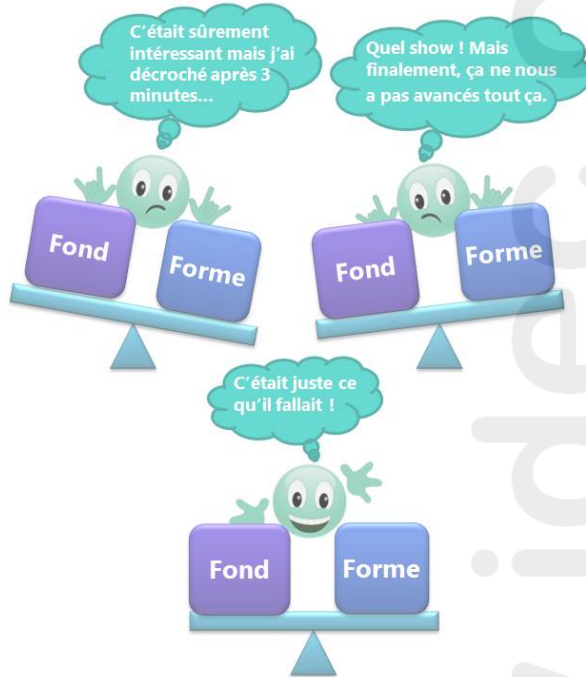 C'était sûrement
intéressant mais j'ai
décroché après 3
minutes...
Quel show ! Mais
finalement, ça ne nous
a pas avancés tout ça.
Fond
Forme
Fond
Forme
C'était juste ce
qu'il fallait !
Fond
Forme